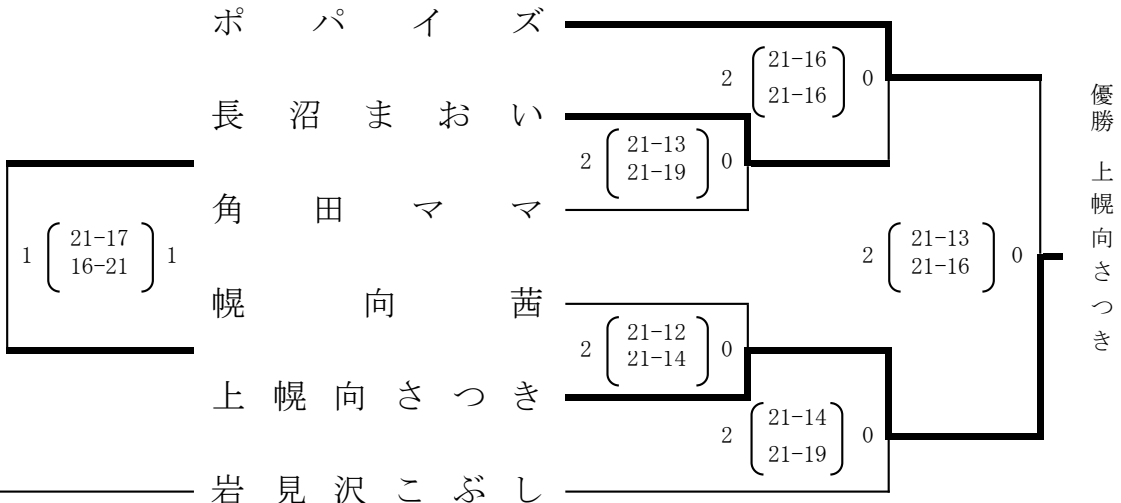 ポパイズ
2 21-16 0
21-16
長沼まおい
2 21-13 0
21-19
角田ママ
1 21-17 1
16-21
2 21-13 0
21-16
優勝 上幌向さつき
幌向茜
2 21-12 0
21-14
上幌向さつき
2 21-14 0
21-19
岩見沢こぶし